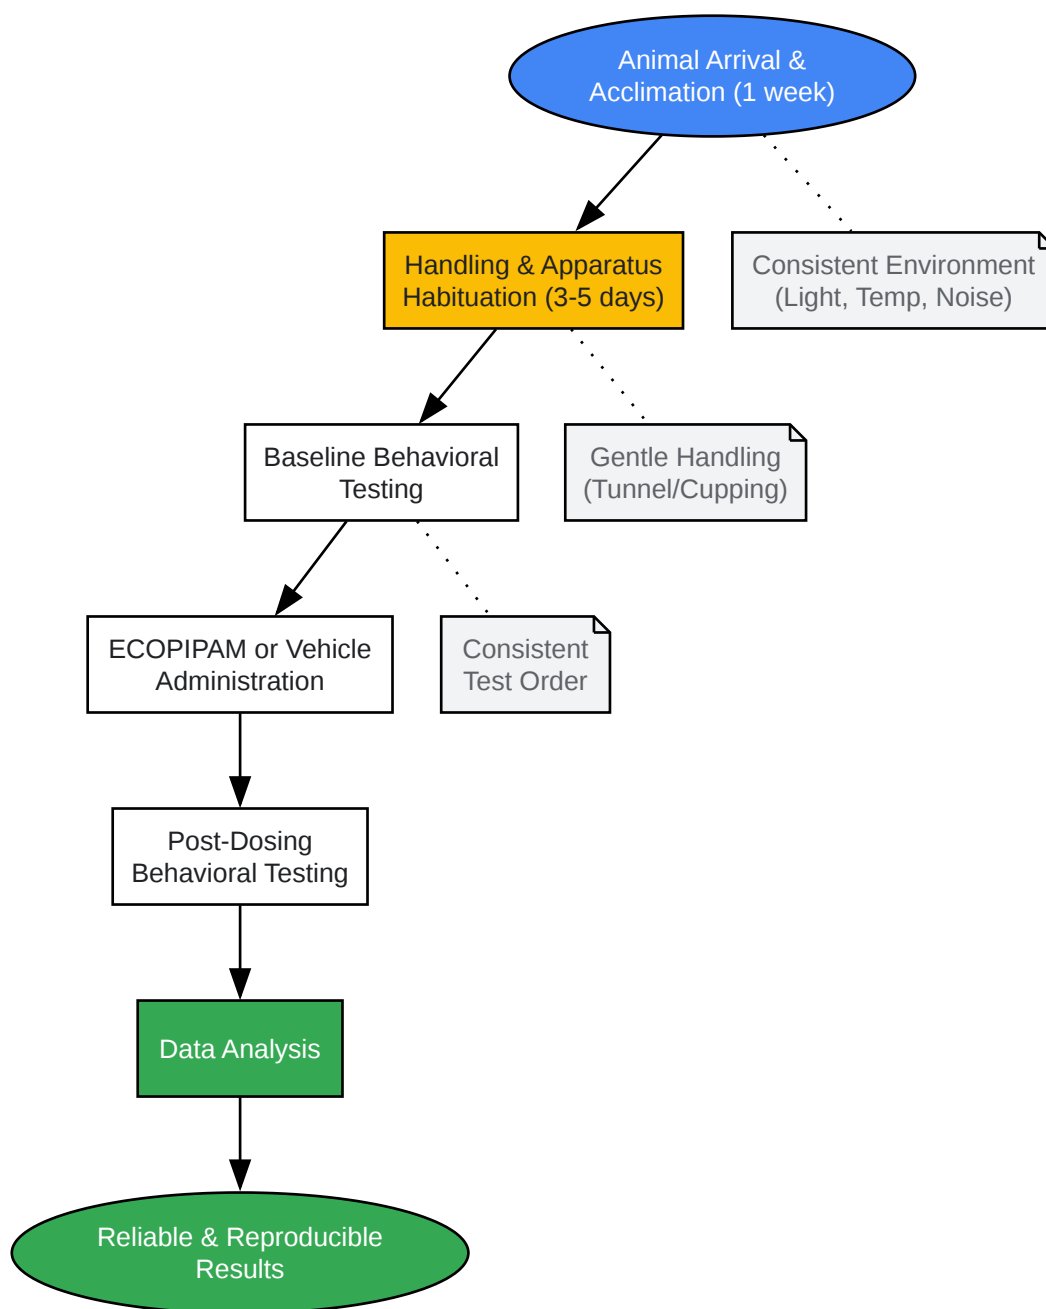 Animal Arrival &
Acclimation (1 week)
Handling & Apparatus
Habituation (3-5 days)
Consistent Environment
(Light, Temp, Noise)
Baseline Behavioral
Testing
Gentle Handling
(Tunnel/Cupping)
ECOPIPAM or Vehicle
Administration
Consistent
Test Order
Post-Dosing
Behavioral Testing
Data Analysis
Reliable & Reproducible
Results